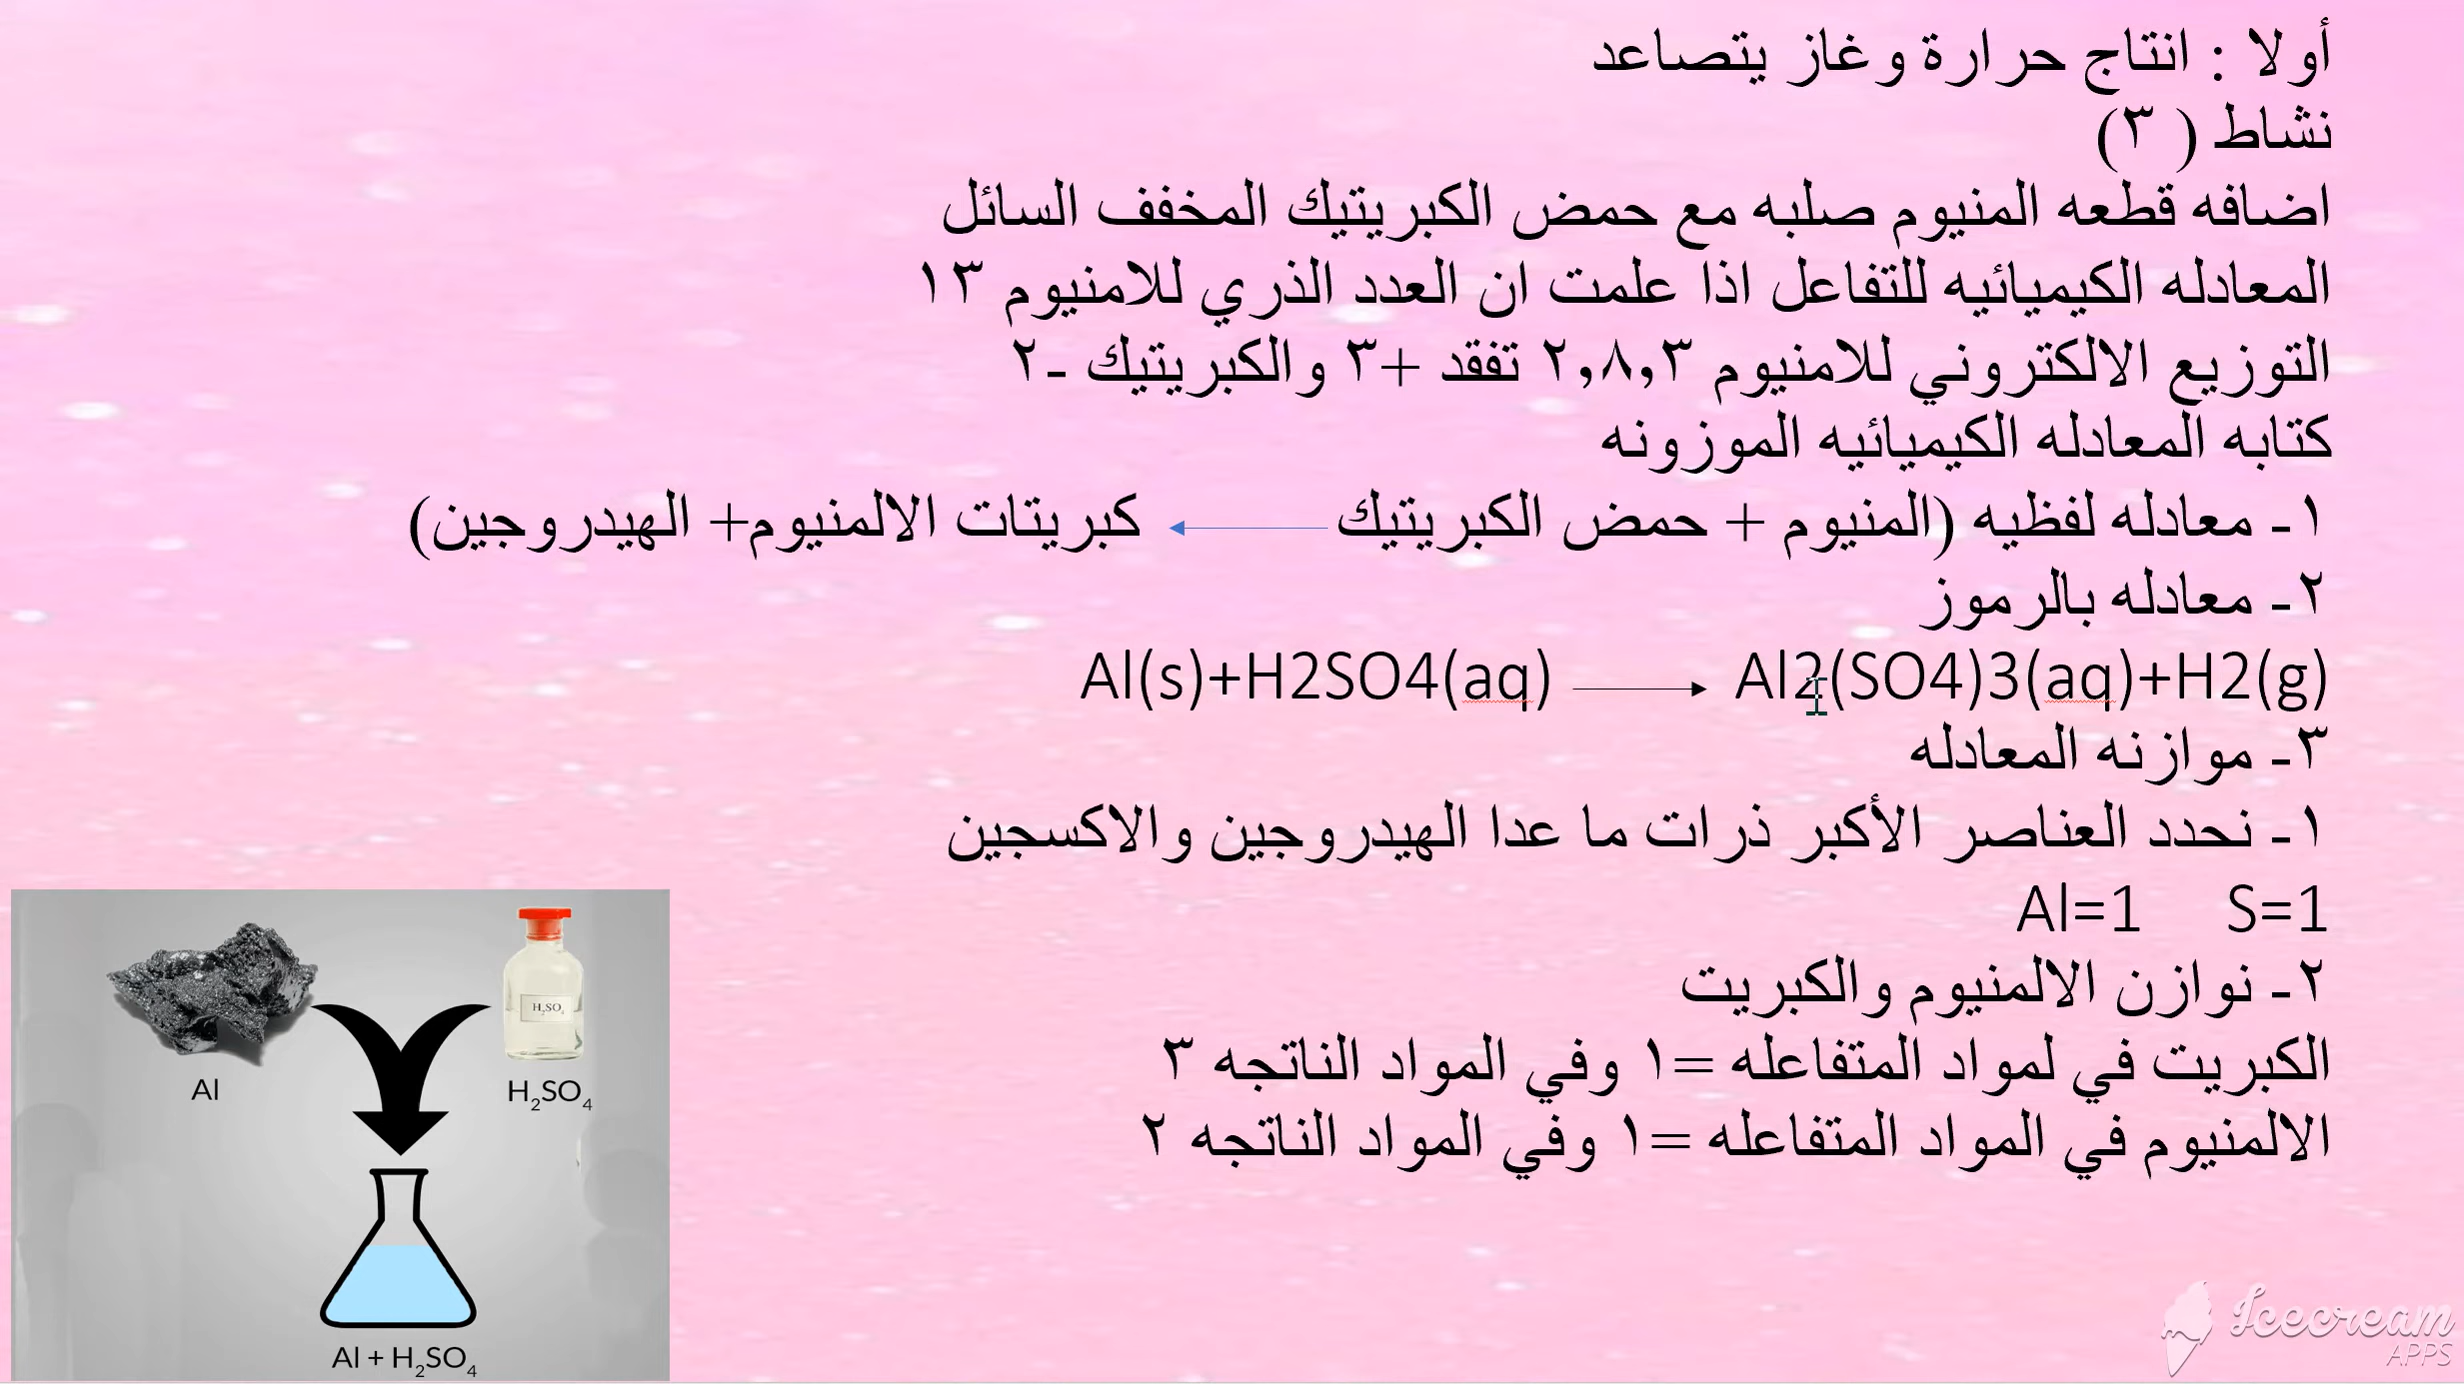 أولا : انتاج حرارة وغاز يتصاعد
نشاط ( ٣)
اضافه قطعه المنيوم صلبه مع حمض الكبريتيك المخفف السائل
المعادله الكيميائيه للتفاعل اذا علمت ان العدد الذري للامنيوم ١٣
التوزيع الالكتروني للامنيوم ٢,٨,٣ تفقد +٣ والكبريتيك -٢
كتابه المعادله الكيميائيه الموزونه
١- معادله لفظيه (المنيوم + حمض الكبريتيك كبريتات الالمنيوم+ الهيدروجين)
٢- معادله بالرموز
Al(s)+H2SO4(aq) Al2(SO4)3(aq)+H2(g)
٣- موازنه المعادله
١- نحدد العناصر الأكبر ذرات ما عدا الهيدروجين والاكسجين
Al=1 S=1
٢- نوازن الالمنيوم والكبريت
الكبريت في لمواد المتفاعله =١ وفي المواد الناتجه ٣
الالمنيوم في المواد المتفاعله =١ وفي المواد الناتجه ٢
H2SO4
Al
H2SO4
Al + H2SO4
Icecream
APPS